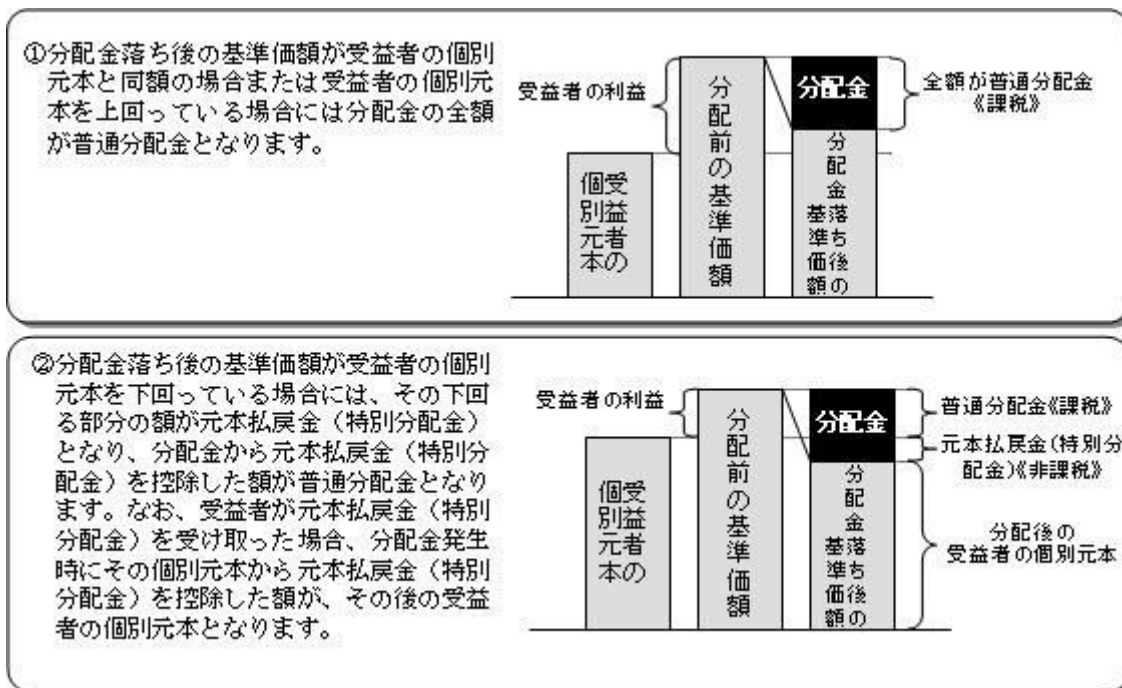 ①分配金落ち後の基準価額が受益者の個別
元本と同額の場合または受益者の個別元
本を上回っている場合には分配金の全額
が普通分配金となります。
受益者の利益
受益者の
個別元本
分配前の基準価額
分配金
分配金落ち後の
基準価額
全額が普通分配金
《課税》
②分配金落ち後の基準価額が受益者の個別
元本を下回っている場合には、その下回
る部分の額が元本払戻金（特別分配金）
となり、分配金から元本払戻金（特別分
配金）を控除した額が普通分配金となり
ます。なお、受益者が元本払戻金（特別
分配金）を受け取った場合、分配金発生
時にその個別元本から元本払戻金（特別
分配金）を控除した額が、その後の受益
者の個別元本となります。
受益者の利益
受益者の
個別元本
分配前の基準価額
分配金
分配金落ち後の
基準価額
普通分配金《課税》
元本払戻金(特別分
配金)《非課税》
分配後の
受益者の個別元本